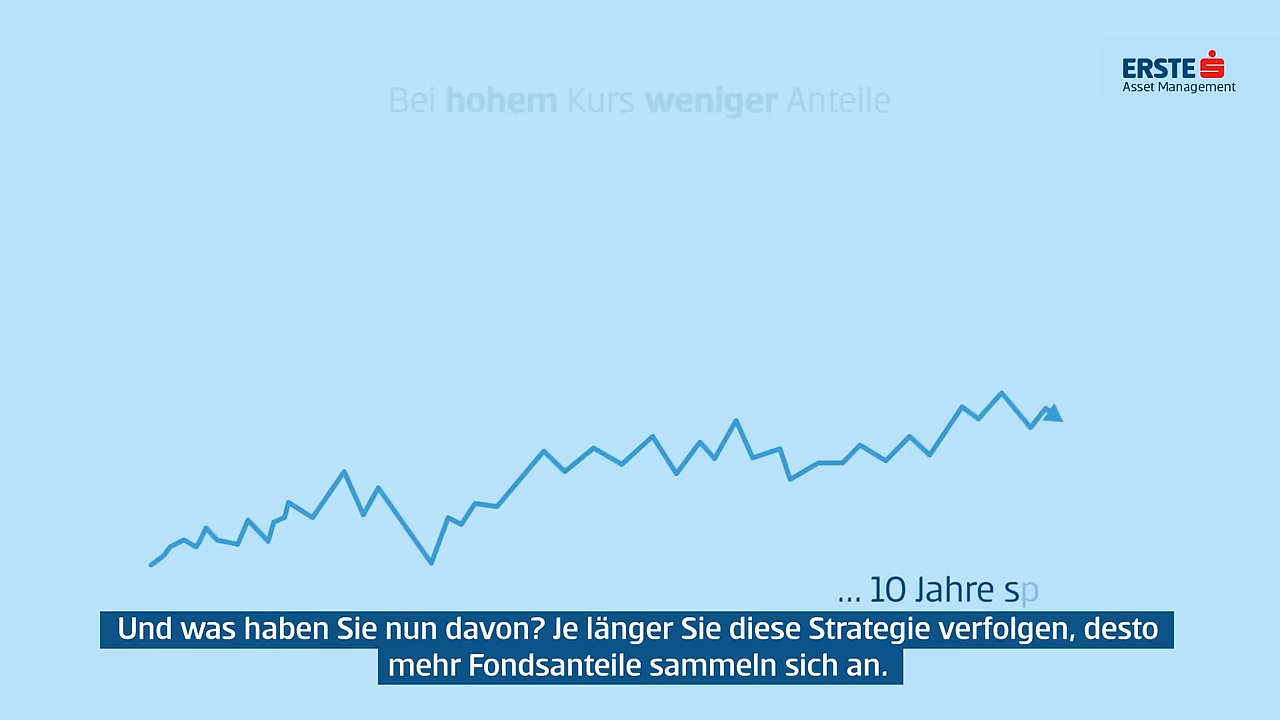 ERSTE
Asset Management
Bei hohem Kurs weniger Anteile
... 10 Jahre sp
Und was haben Sie nun davon? Je länger Sie diese Strategie verfolgen, desto
mehr Fondsanteile sammeln sich an.